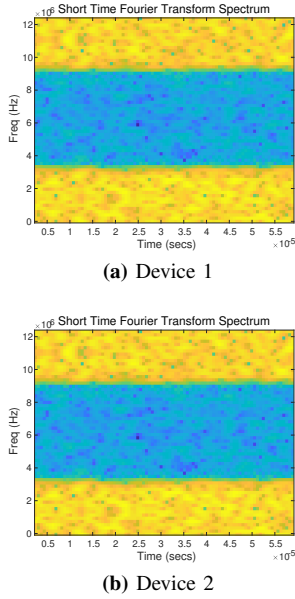 ×10⁶ Short Time Fourier Transform Spectrum
12
10
8
6
4
2
0
Freq (Hz)
0.5 1 1.5 2 2.5 3 3.5 4 4.5 5 5.5
Time (secs) ×10⁻⁵
(a) Device 1
×10⁶ Short Time Fourier Transform Spectrum
12
10
8
6
4
2
0
Freq (Hz)
0.5 1 1.5 2 2.5 3 3.5 4 4.5 5 5.5
Time (secs) ×10⁻⁵
(b) Device 2